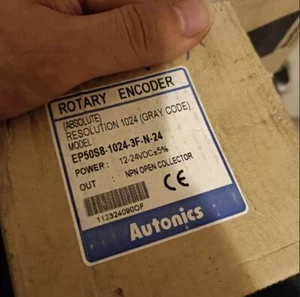 ROTARY ENCODER
(ABSOLUTE)
RESOLUTION 1024 (GRAY CODE)
MODEL :
EP50S8-1024-3F-N-24
POWER : 12-24VDC±5%
OUT : NPN OPEN COLLECTOR
CE
112324090OF
Autonics